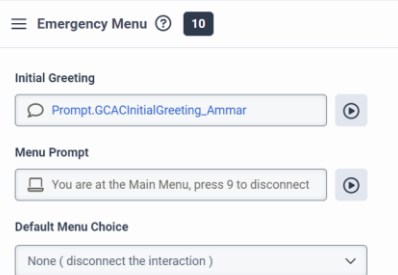 Emergency Menu ? 10
Initial Greeting
Prompt.GCACInitialGreeting_Ammar
Menu Prompt
You are at the Main Menu, press 9 to disconnect
Default Menu Choice
None ( disconnect the interaction )